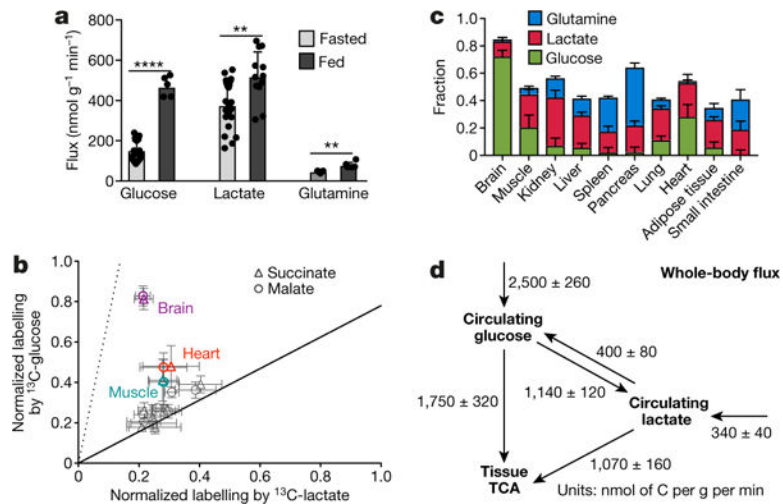 a
Flux (nmol g⁻¹ min⁻¹)
800
600
400
200
0
****
**
**
Fasted
Fed
Glucose
Lactate
Glutamine
c
Fraction
1.0
0.8
0.6
0.4
0.2
0
Glutamine
Lactate
Glucose
Brain
Muscle
Kidney
Liver
Spleen
Pancreas
Lung
Heart
Adipose tissue
Small intestine
b
Normalized labelling
by ¹³C-glucose
1.0
0.8
0.6
0.4
0.2
0
Succinate
Malate
Brain
Heart
Muscle
0.2
0.4
0.6
0.8
1.0
Normalized labelling by ¹³C-lactate
d
Whole-body flux
2,500 ± 260
Circulating
glucose
400 ± 80
1,140 ± 120
1,750 ± 320
Circulating
lactate
340 ± 40
1,070 ± 160
Tissue
TCA
Units: nmol of C per g per min